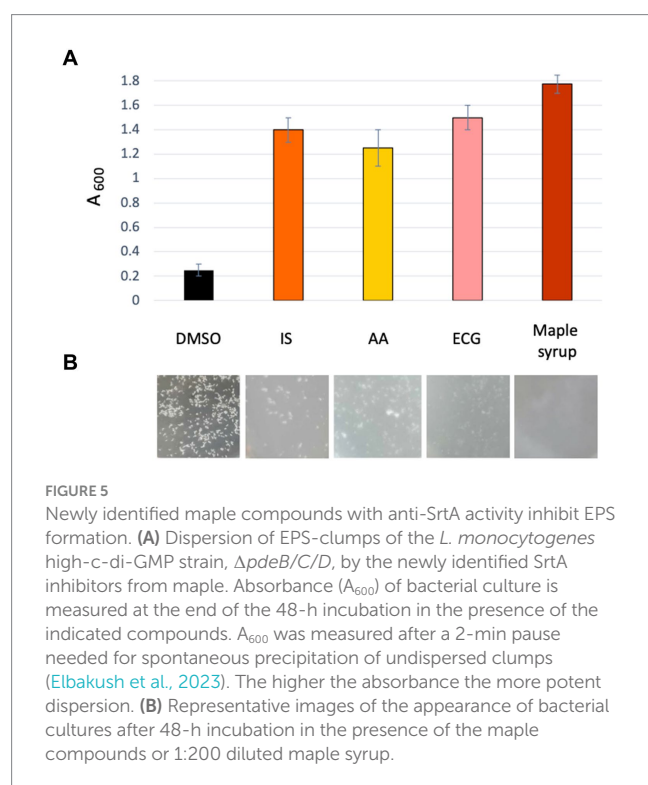 A
1.8
1.6
1.4
1.2
1
0.8
0.6
0.4
0.2
0
A600
DMSO IS AA ECG Maple syrup
B
FIGURE 5
Newly identified maple compounds with anti-SrtA activity inhibit EPS
formation. (A) Dispersion of EPS-clumps of the L. monocytogenes
high-c-di-GMP strain, ΔpdeB/C/D, by the newly identified SrtA
inhibitors from maple. Absorbance (A600) of bacterial culture is
measured at the end of the 48-h incubation in the presence of the
indicated compounds. A600 was measured after a 2-min pause
needed for spontaneous precipitation of undispersed clumps
(Elbakush et al., 2023). The higher the absorbance the more potent
dispersion. (B) Representative images of the appearance of bacterial
cultures after 48-h incubation in the presence of the maple
compounds or 1:200 diluted maple syrup.